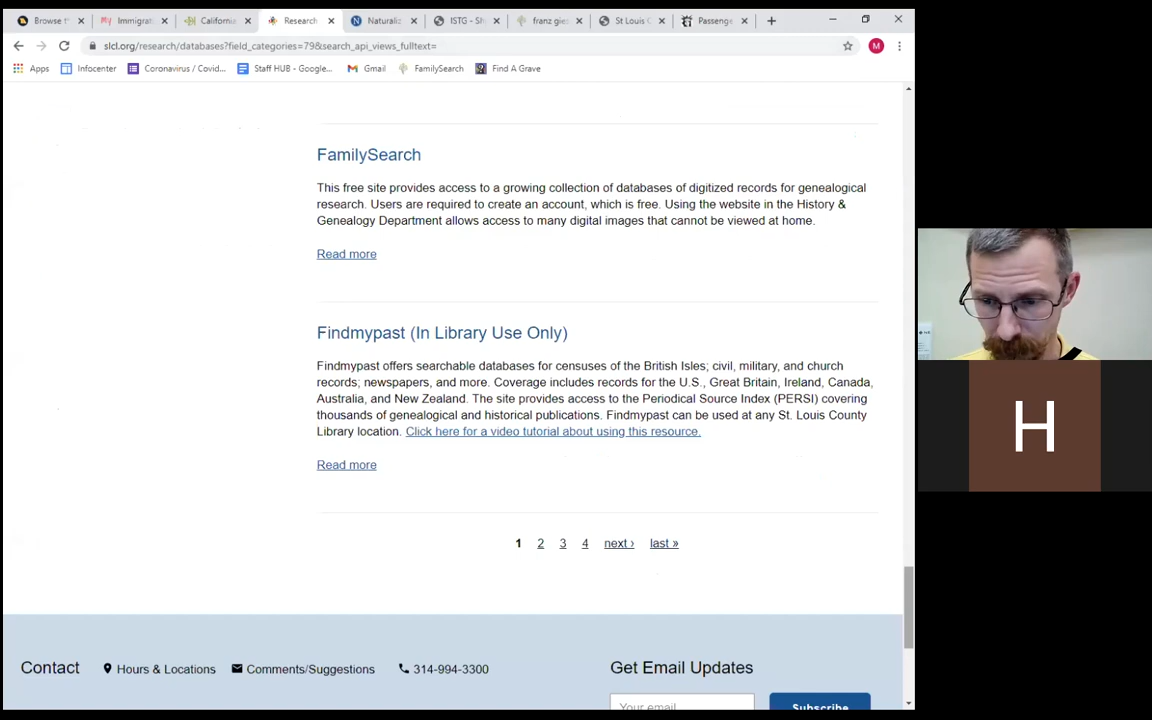 Browse t
Immigrat
California
Research
Naturaliz
ISTG - Sh
franz gies
St Louis C
Passenge
slcl.org/research/databases?field_categories=79&search_api_views_fulltext=
M
Apps
Infocenter
Coronavirus / Covid...
Staff HUB - Google...
Gmail
FamilySearch
Find A Grave
FamilySearch
This free site provides access to a growing collection of databases of digitized records for genealogical
research. Users are required to create an account, which is free. Using the website in the History &
Genealogy Department allows access to many digital images that cannot be viewed at home.
Read more
Findmypast (In Library Use Only)
Findmypast offers searchable databases for censuses of the British Isles; civil, military, and church
records; newspapers, and more. Coverage includes records for the U.S., Great Britain, Ireland, Canada,
Australia, and New Zealand. The site provides access to the Periodical Source Index (PERSI) covering
thousands of genealogical and historical publications. Findmypast can be used at any St. Louis County
Library location. Click here for a video tutorial about using this resource.
Read more
1 2 3 4 next › last »
Contact
Hours & Locations
Comments/Suggestions
314-994-3300
Get Email Updates
Your email
Subscribe
H